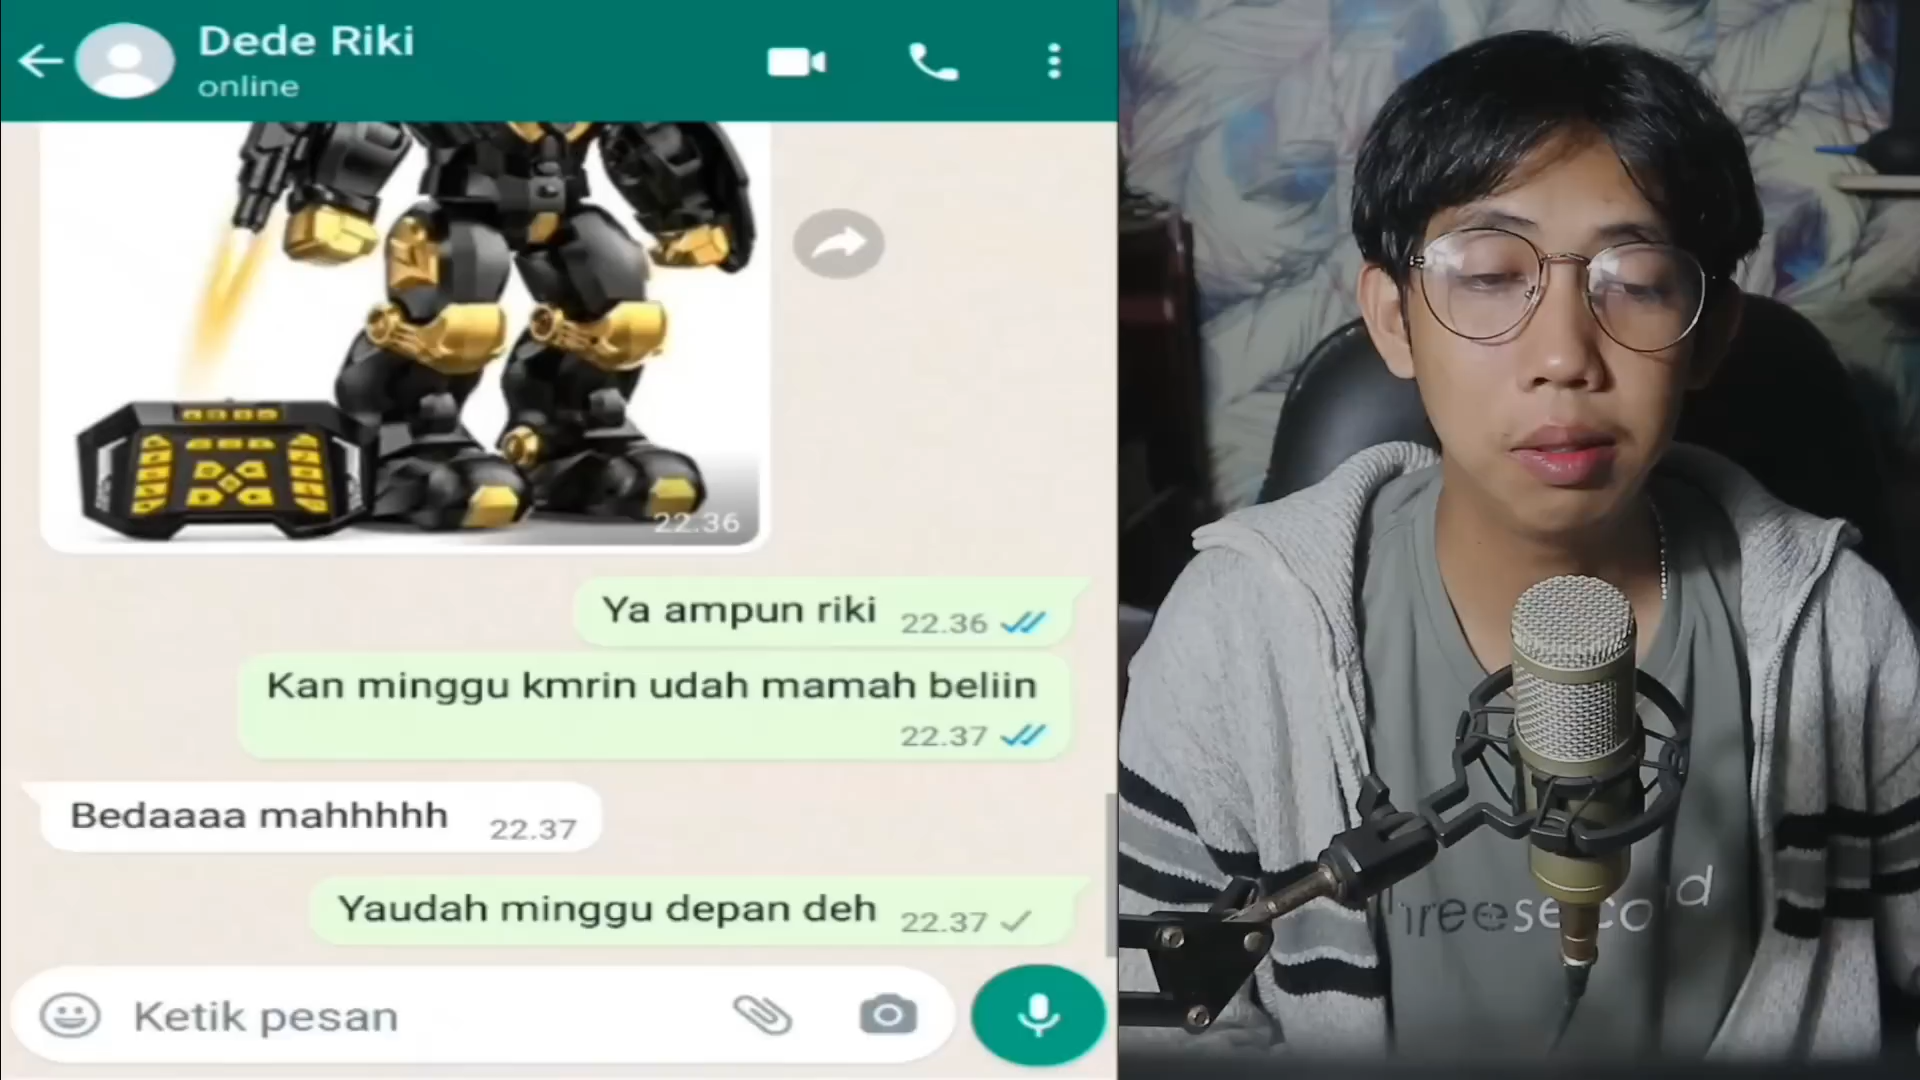 Dede Riki
online
22.36
Ya ampun riki 22.36
Kan minggu kmrin udah mamah beliin
22.37
Bedaaaa mahhhhh 22.37
Yaudah minggu depan deh 22.37
Ketik pesan
hreeseco d